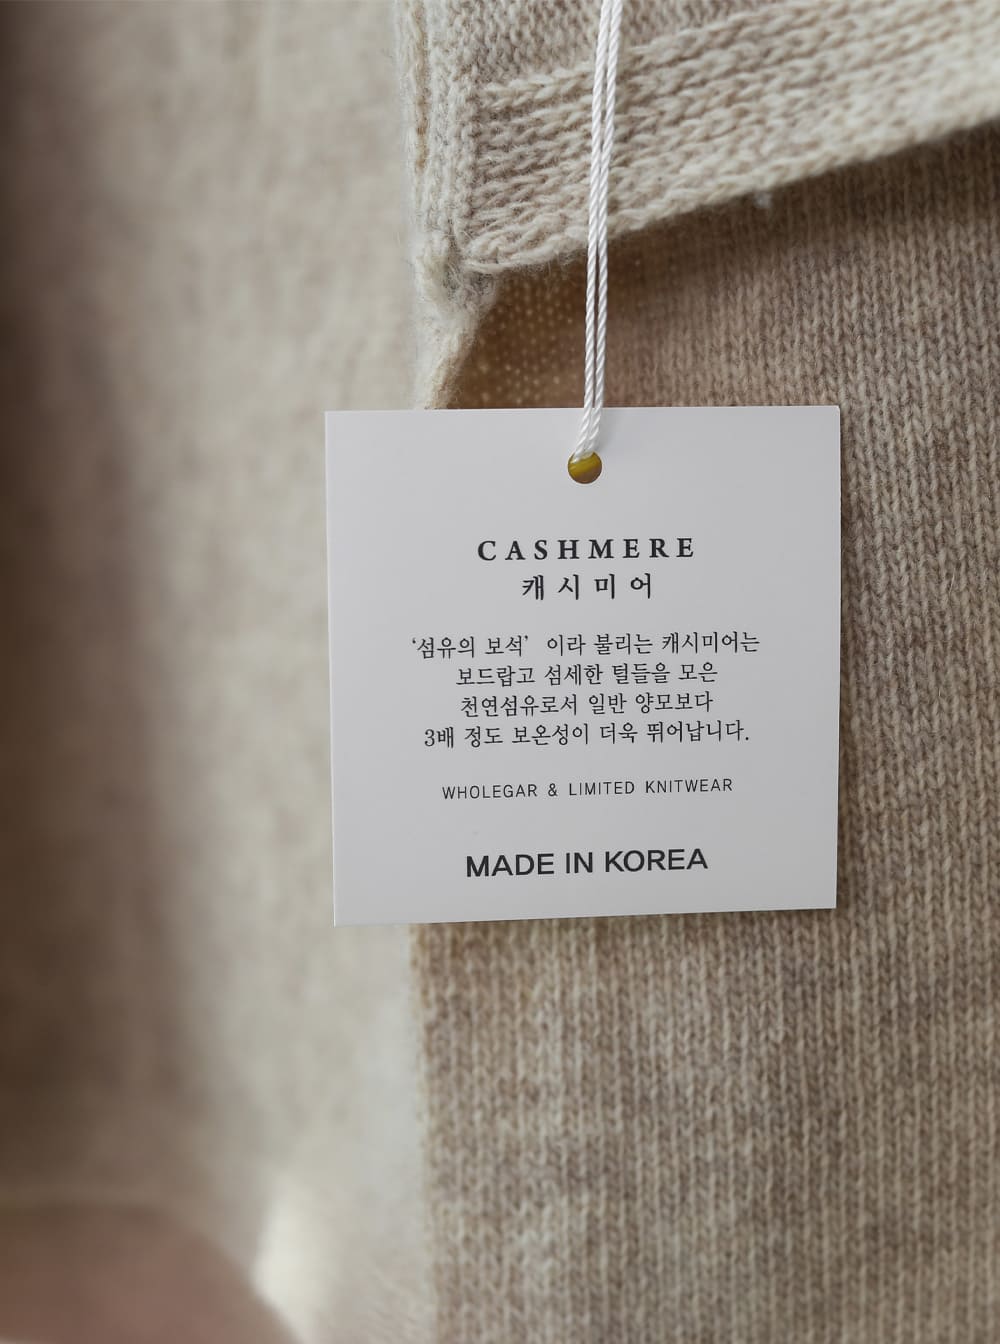 CASHMERE
캐시미어
‘섬유의 보석’ 이라 불리는 캐시미어는
보드랍고 섬세한 털들을 모은
천연섬유로서 일반 양모보다
3배 정도 보온성이 더욱 뛰어납니다.
WHOLEGAR & LIMITED KNITWEAR
MADE IN KOREA